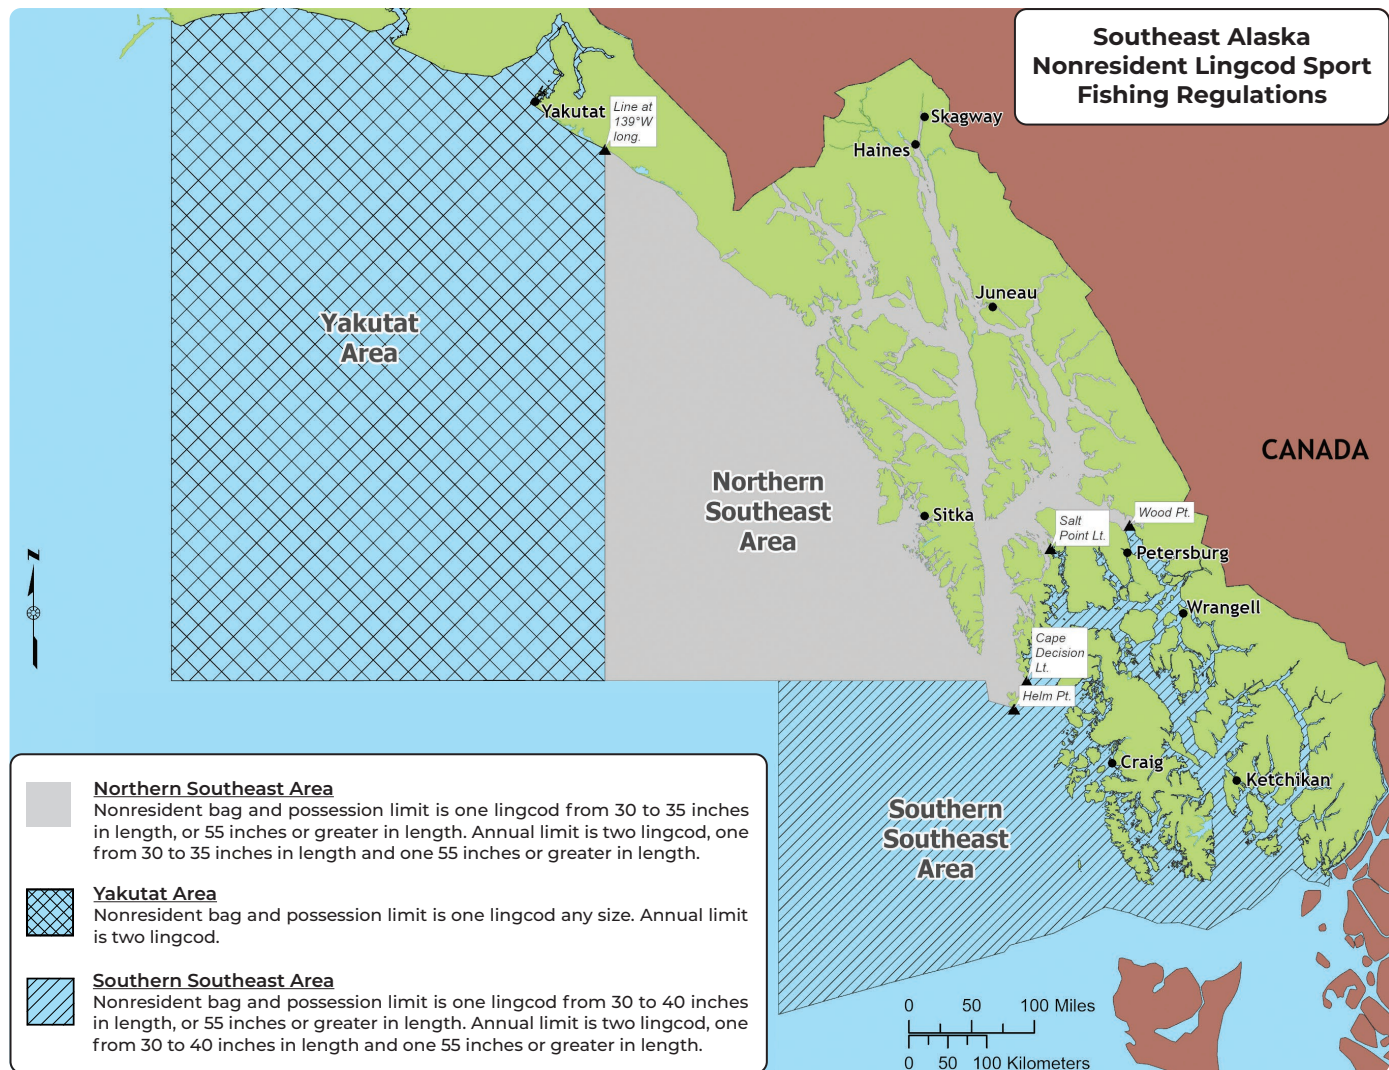 Southeast Alaska
Nonresident Lingcod Sport
Fishing Regulations
Yakutat
Line at
139°W
long.
Skagway
Haines
Juneau
Yakutat
Area
CANADA
Northern
Southeast
Area
Sitka
Salt
Point Lt.
Wood Pt.
Petersburg
Wrangell
Cape
Decision
Lt.
Helm Pt.
Craig
Ketchikan
Southern
Southeast
Area
N
Northern Southeast Area
Nonresident bag and possession limit is one lingcod from 30 to 35 inches
in length, or 55 inches or greater in length. Annual limit is two lingcod, one
from 30 to 35 inches in length and one 55 inches or greater in length.
Yakutat Area
Nonresident bag and possession limit is one lingcod any size. Annual limit
is two lingcod.
Southern Southeast Area
Nonresident bag and possession limit is one lingcod from 30 to 40 inches
in length, or 55 inches or greater in length. Annual limit is two lingcod, one
from 30 to 40 inches in length and one 55 inches or greater in length.
0 50 100 Miles
0 50 100 Kilometers